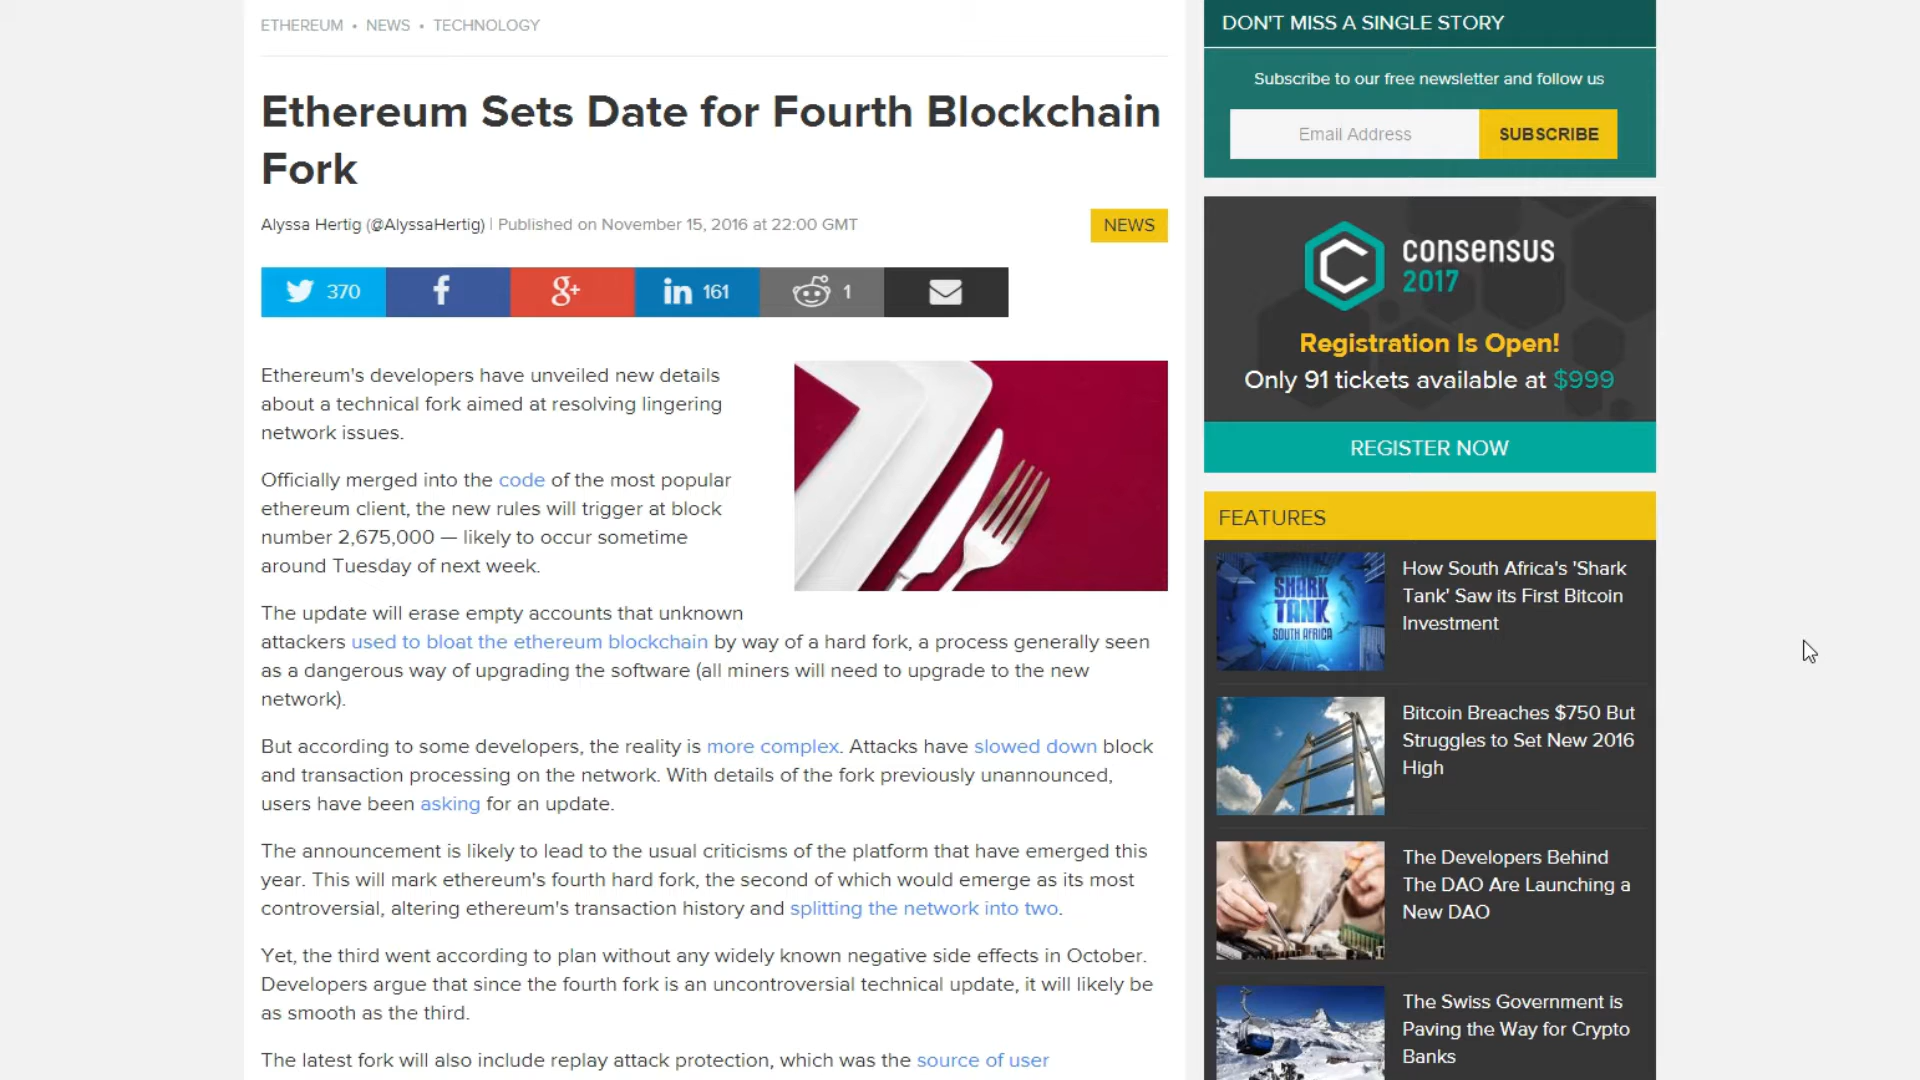 ETHEREUM • NEWS • TECHNOLOGY
Ethereum Sets Date for Fourth Blockchain
Fork
Alyssa Hertig (@AlyssaHertig) | Published on November 15, 2016 at 22:00 GMT
NEWS
370
f
g+
in 161
1
Ethereum's developers have unveiled new details
about a technical fork aimed at resolving lingering
network issues.
Officially merged into the code of the most popular
ethereum client, the new rules will trigger at block
number 2,675,000 — likely to occur sometime
around Tuesday of next week.
The update will erase empty accounts that unknown
attackers used to bloat the ethereum blockchain by way of a hard fork, a process generally seen
as a dangerous way of upgrading the software (all miners will need to upgrade to the new
network).
But according to some developers, the reality is more complex. Attacks have slowed down block
and transaction processing on the network. With details of the fork previously unannounced,
users have been asking for an update.
The announcement is likely to lead to the usual criticisms of the platform that have emerged this
year. This will mark ethereum's fourth hard fork, the second of which would emerge as its most
controversial, altering ethereum's transaction history and splitting the network into two.
Yet, the third went according to plan without any widely known negative side effects in October.
Developers argue that since the fourth fork is an uncontroversial technical update, it will likely be
as smooth as the third.
The latest fork will also include replay attack protection, which was the source of user
DON'T MISS A SINGLE STORY
Subscribe to our free newsletter and follow us
Email Address
SUBSCRIBE
consensus
2017
Registration Is Open!
Only 91 tickets available at $999
REGISTER NOW
FEATURES
SHARK
TANK
SOUTH AFRICA
How South Africa's 'Shark
Tank' Saw its First Bitcoin
Investment
Bitcoin Breaches $750 But
Struggles to Set New 2016
High
The Developers Behind
The DAO Are Launching a
New DAO
The Swiss Government is
Paving the Way for Crypto
Banks